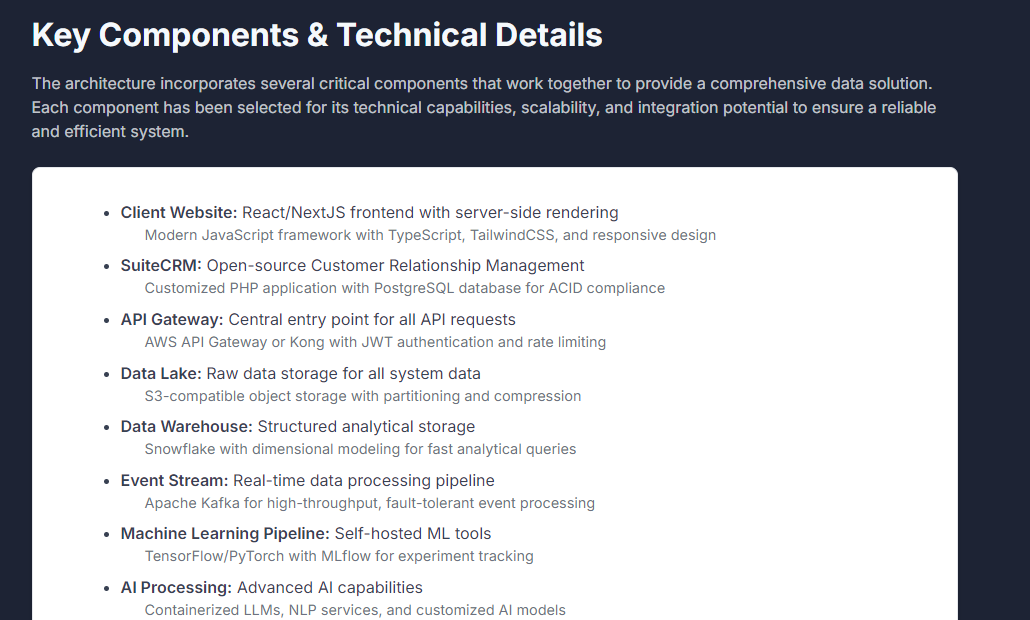 Key Components & Technical Details
The architecture incorporates several critical components that work together to provide a comprehensive data solution.
Each component has been selected for its technical capabilities, scalability, and integration potential to ensure a reliable
and efficient system.
• Client Website: React/NextJS frontend with server-side rendering
Modern JavaScript framework with TypeScript, TailwindCSS, and responsive design
• SuiteCRM: Open-source Customer Relationship Management
Customized PHP application with PostgreSQL database for ACID compliance
• API Gateway: Central entry point for all API requests
AWS API Gateway or Kong with JWT authentication and rate limiting
• Data Lake: Raw data storage for all system data
S3-compatible object storage with partitioning and compression
• Data Warehouse: Structured analytical storage
Snowflake with dimensional modeling for fast analytical queries
• Event Stream: Real-time data processing pipeline
Apache Kafka for high-throughput, fault-tolerant event processing
• Machine Learning Pipeline: Self-hosted ML tools
TensorFlow/PyTorch with MLflow for experiment tracking
• AI Processing: Advanced AI capabilities
Containerized LLMs, NLP services, and customized AI models